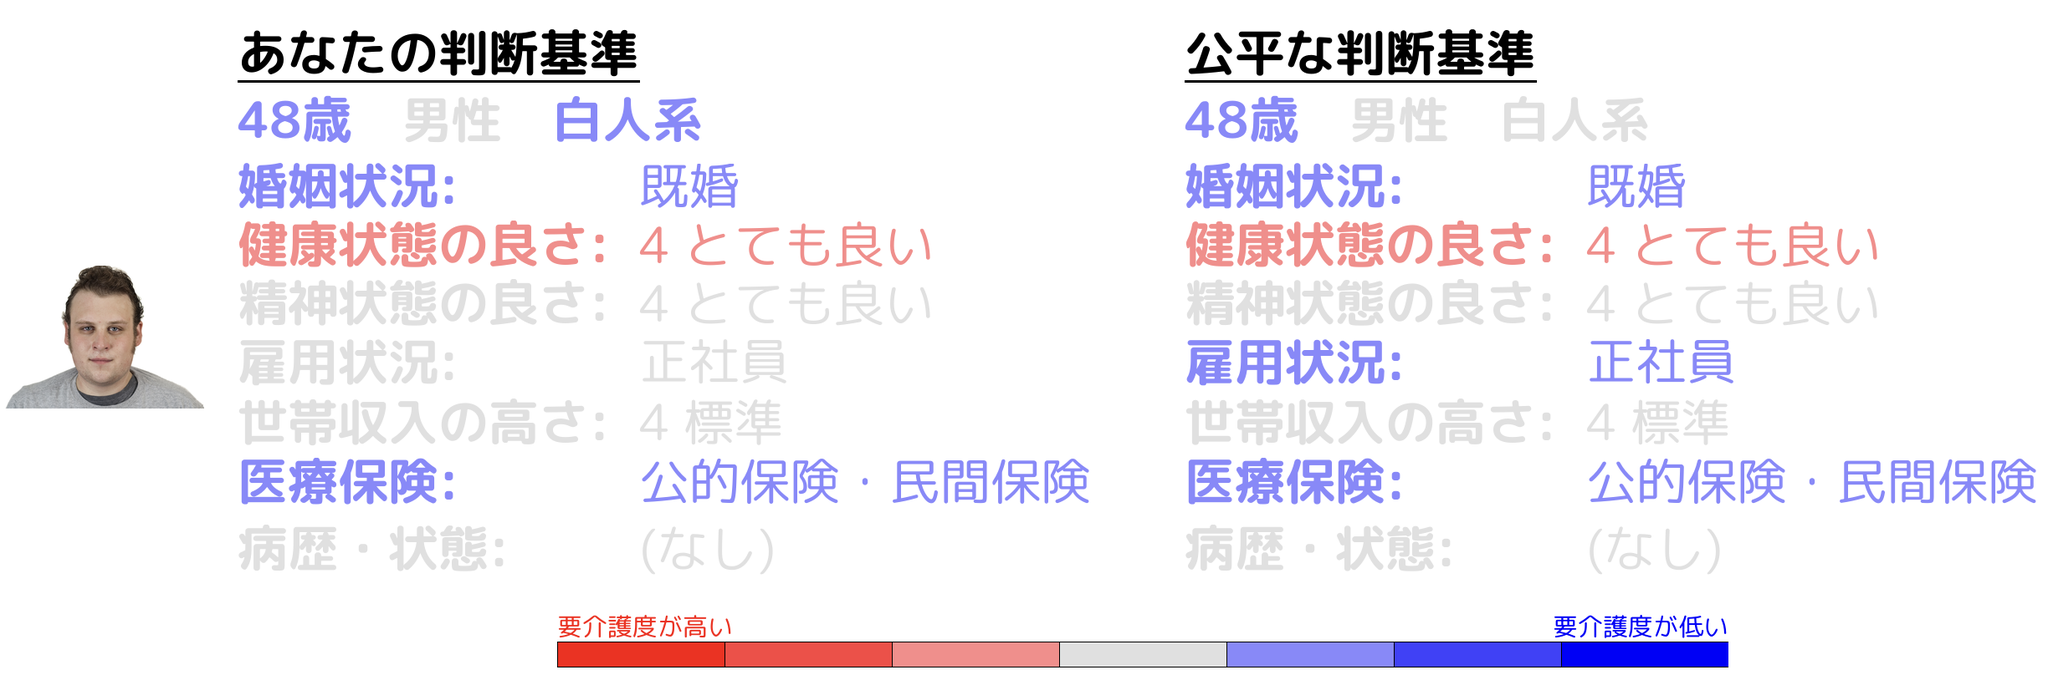 あなたの判断基準
48歳 男性 白人系
婚姻状況: 既婚
健康状態の良さ: 4 とても良い
精神状態の良さ: 4 とても良い
雇用状況: 正社員
世帯収入の高さ: 4 標準
医療保険: 公的保険・民間保険
病歴・状態: (なし)
公平な判断基準
48歳 男性 白人系
婚姻状況: 既婚
健康状態の良さ: 4 とても良い
精神状態の良さ: 4 とても良い
雇用状況: 正社員
世帯収入の高さ: 4 標準
医療保険: 公的保険・民間保険
病歴・状態: (なし)
要介護度が高い
要介護度が低い